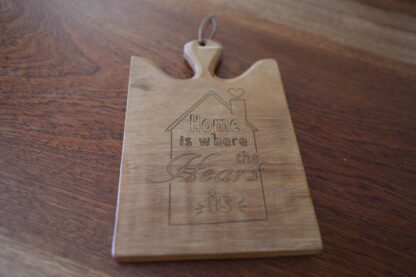 Home
is where
the
Heart
is